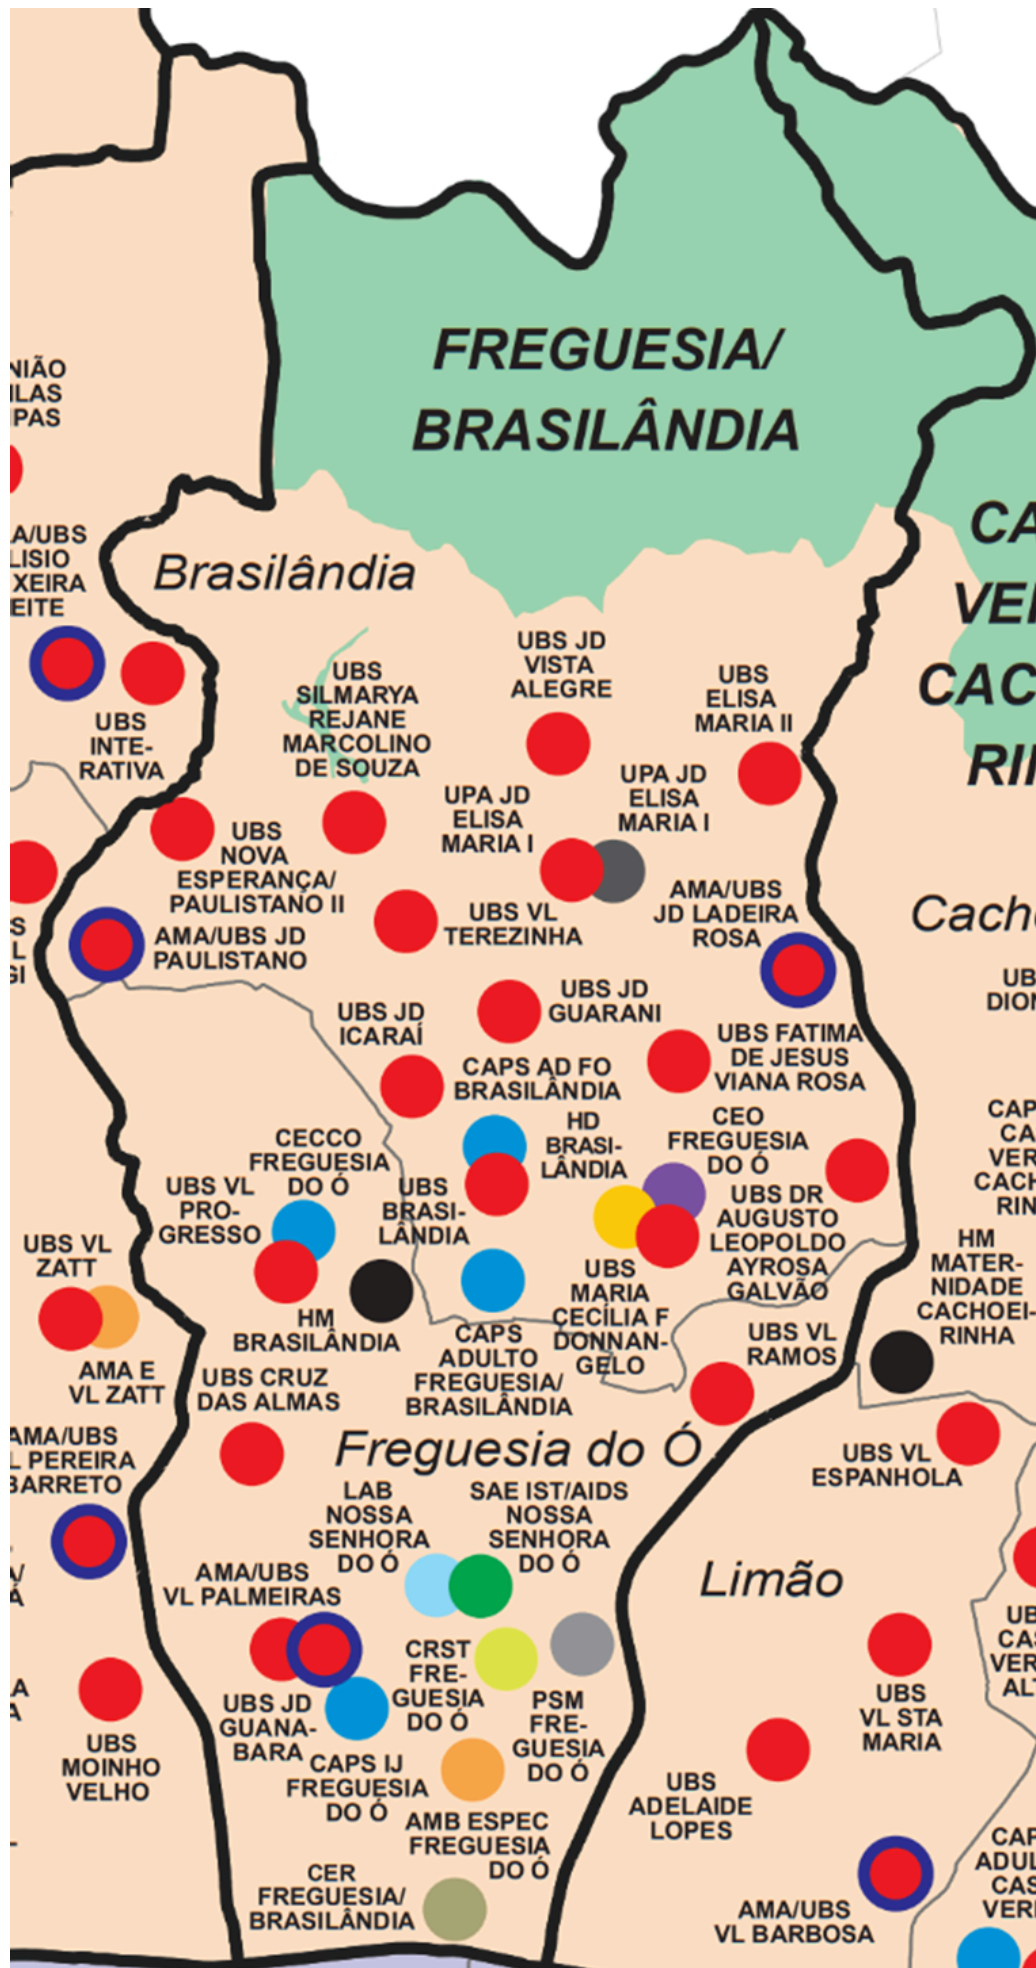 FREGUESIA/
BRASILÂNDIA
PAS
Brasilândia
UBS
INTE-
RATIVA
UBS
SILMARYA
REJANE
MARCOLINO
DE SOUZA
UBS JD
VISTA
ALEGRE
UBS
ELISA
MARIA II
UPA JD
ELISA
MARIA I
UPA JD
ELISA
MARIA I
UBS
NOVA
ESPERANÇA/
PAULISTANO II
AMA/UBS JD
PAULISTANO
UBS VL
TEREZINHA
AMA/UBS
JD LADEIRA
ROSA
UBS JD
ICARAÍ
UBS JD
GUARANI
UBS FATIMA
DE JESUS
VIANA ROSA
CAPS AD FO
BRASILÂNDIA
HD
BRASI-
LÂNDIA
CEO
FREGUESIA
DO Ó
CECCO
FREGUESIA
DO Ó
UBS VL
PRO-
GRESSO
UBS
BRASI-
LÂNDIA
UBS DR
AUGUSTO
LEOPOLDO
AYROSA
GALVÃO
UBS VL
ZATT
HM
BRASILÂNDIA
UBS
MARIA
CECÍLIA F
DONNAN-
GELO
HM
MATER-
NIDADE
CACHOEI-
RINHA
CAPS
ADULTO
FREGUESIA/
BRASILÂNDIA
UBS VL
RAMOS
AMA E
VL ZATT
UBS CRUZ
DAS ALMAS
AMA/UBS
L PEREIRA
BARRETO
Freguesia do Ó
UBS VL
ESPANHOLA
LAB
NOSSA
SENHORA
DO Ó
SAE IST/AIDS
NOSSA
SENHORA
DO Ó
AMA/UBS
VL PALMEIRAS
Limão
UBS JD
GUANA-
BARA
CRST
FRE-
GUESIA
DO Ó
PSM
FRE-
GUESIA
DO Ó
UBS
VL STA
MARIA
UBS
MOINHO
VELHO
CAPS IJ
FREGUESIA
DO Ó
AMB ESPEC
FREGUESIA
DO Ó
UBS
ADELAIDE
LOPES
CER
FREGUESIA/
BRASILÂNDIA
AMA/UBS
VL BARBOSA